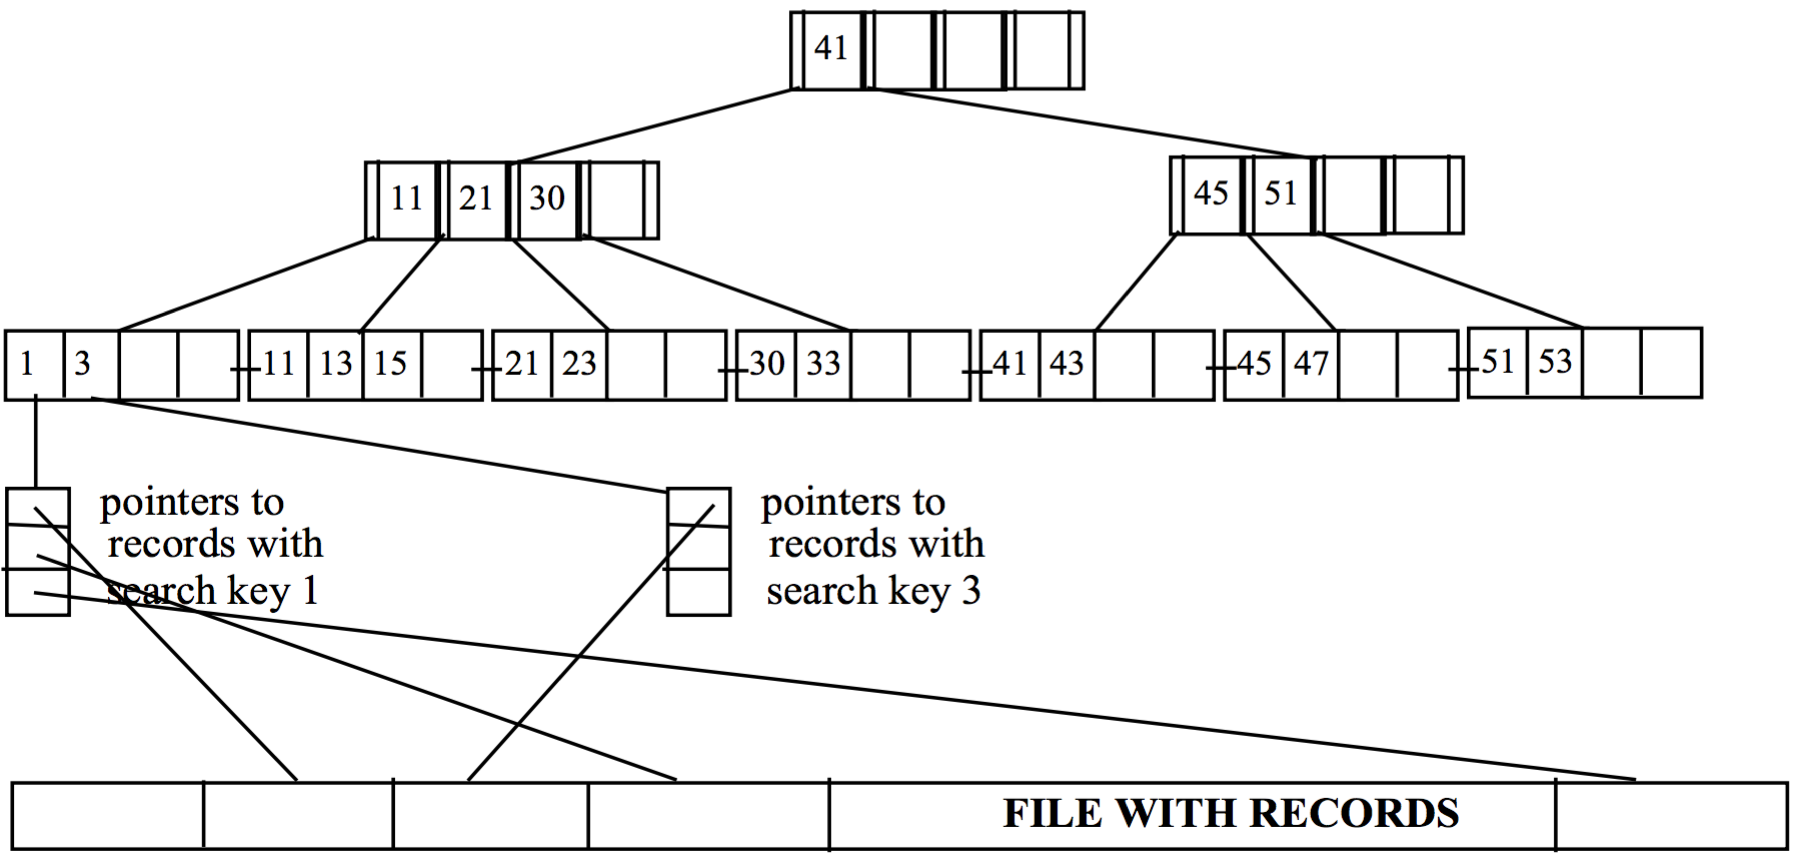 41
11 21 30
45 51
1 3
11 13 15
21 23
30 33
41 43
45 47
51 53
pointers to
records with
search key 1
pointers to
records with
search key 3
FILE WITH RECORDS